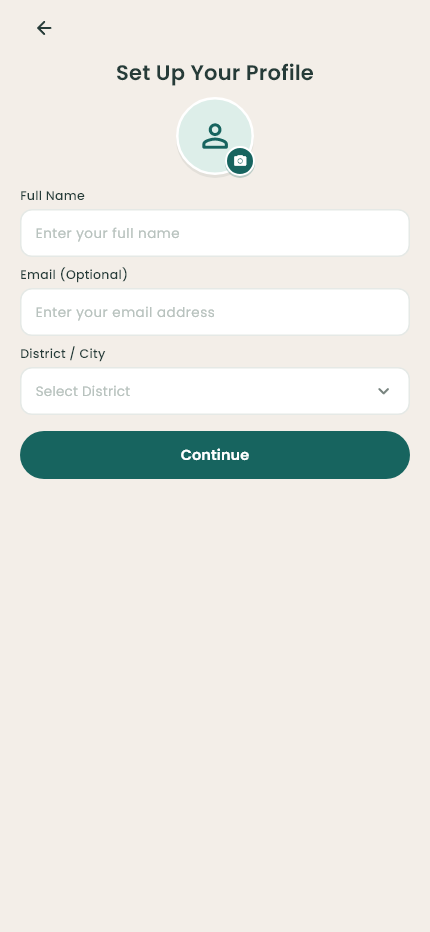 Set Up Your Profile
Full Name
Enter your full name
Email (Optional)
Enter your email address
District / City
Select District
Continue